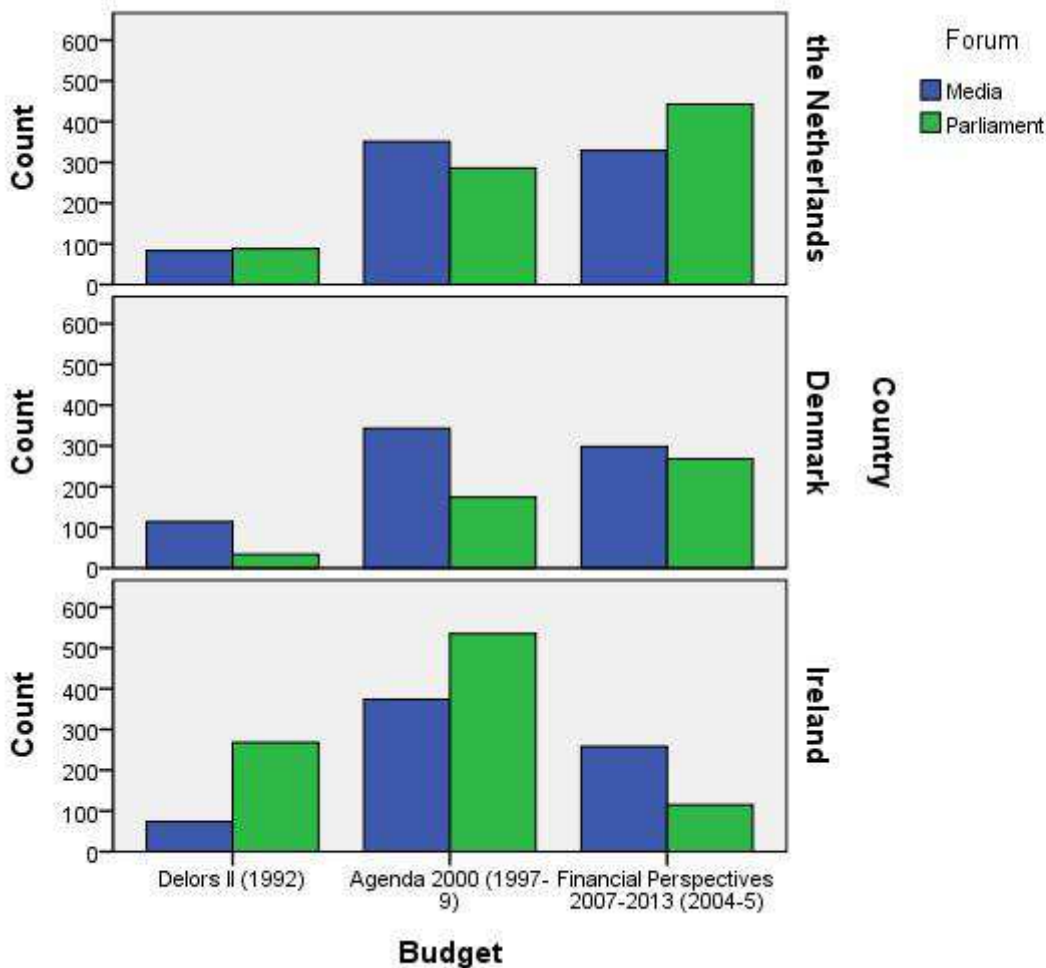 600
500
400
300
200
100
0
Count
the Netherlands
600
500
400
300
200
100
0
Count
Denmark
600
500
400
300
200
100
0
Count
Ireland
Country
Forum
Media
Parliament
Delors II (1992)
Agenda 2000 (1997-
9)
Financial Perspectives
2007-2013 (2004-5)
Budget